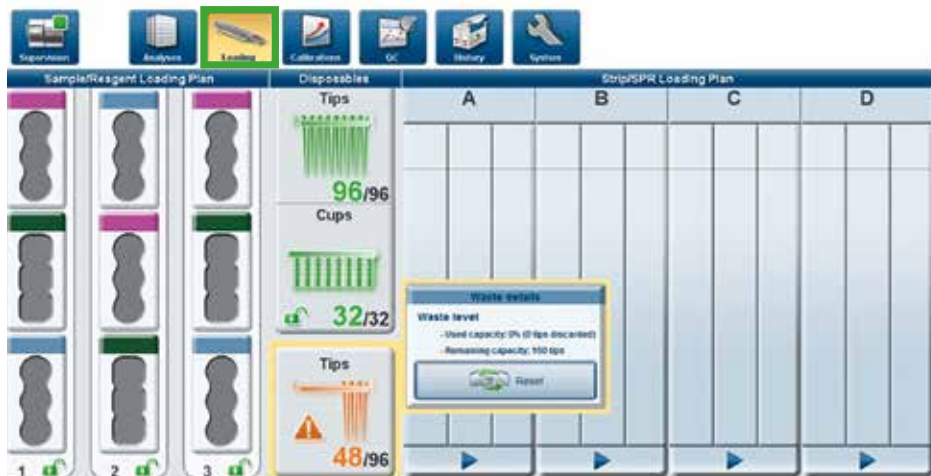 Supervision
Analyses
Loading
Calibrations
QC
History
System
Sample/Reagent Loading Plan
Disposables
Strip/SPR Loading Plan
Tips
A
B
C
D
96/96
Cups
32/32
Waste details
Waste level
-Used capacity: 0% (0 tips discarded)
-Remaining capacity: 160 tips
Reset
Tips
48/96
1
2
3